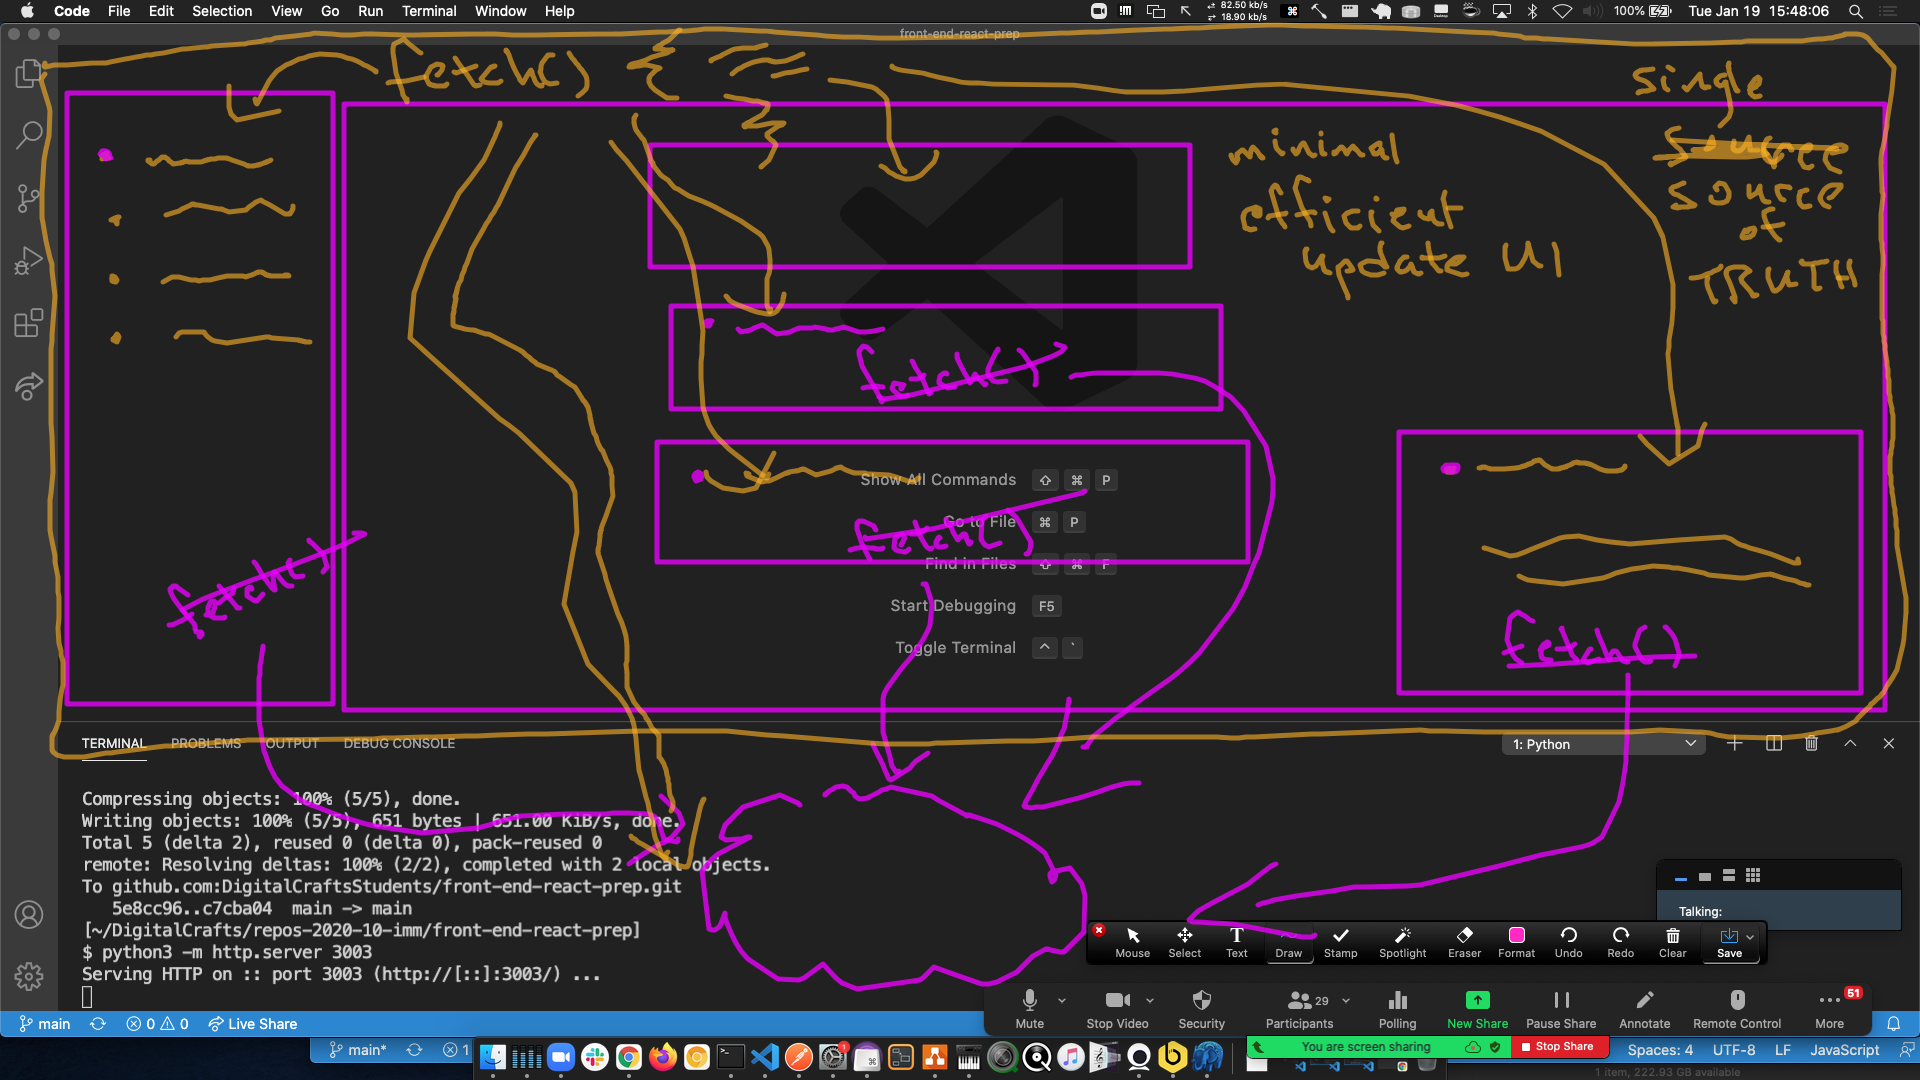 Code File Edit Selection View Go Run Terminal Window Help
82.50 kb/s
18.90 kb/s
100%
Tue Jan 19 15:48:06
front-end-react-prep
fetch() {
}
single
source
source
of
TRUTH
minimal
efficient
update UI
fetch()
fetch()
fetch()
fetch()
Show All Commands ⇧ ⌘ P
Go to File ⌘ P
Find in Files ⇧ ⌘ F
Start Debugging F5
Toggle Terminal ^ `
TERMINAL PROBLEMS OUTPUT DEBUG CONSOLE
1: Python
Compressing objects: 100% (5/5), done.
Writing objects: 100% (5/5), 651 bytes | 651.00 KiB/s, done.
Total 5 (delta 2), reused 0 (delta 0), pack-reused 0
remote: Resolving deltas: 100% (2/2), completed with 2 local objects.
To github.com:DigitalCraftsStudents/front-end-react-prep.git
5e8cc96..c7cba04 main -> main
[~/DigitalCrafts/repos-2020-10-imm/front-end-react-prep]
$ python3 -m http.server 3003
Serving HTTP on :: port 3003 (http://[::]:3003/) ...
Talking:
Mouse Select Text Draw Stamp Spotlight Eraser Format Undo Redo Clear Save
29
51
Mute Stop Video Security Participants Polling New Share Pause Share Annotate Remote Control More
main 0 0 Live Share
main* 1
You are screen sharing Stop Share
Spaces: 4 UTF-8 LF JavaScript
1 item, 222.93 GB available